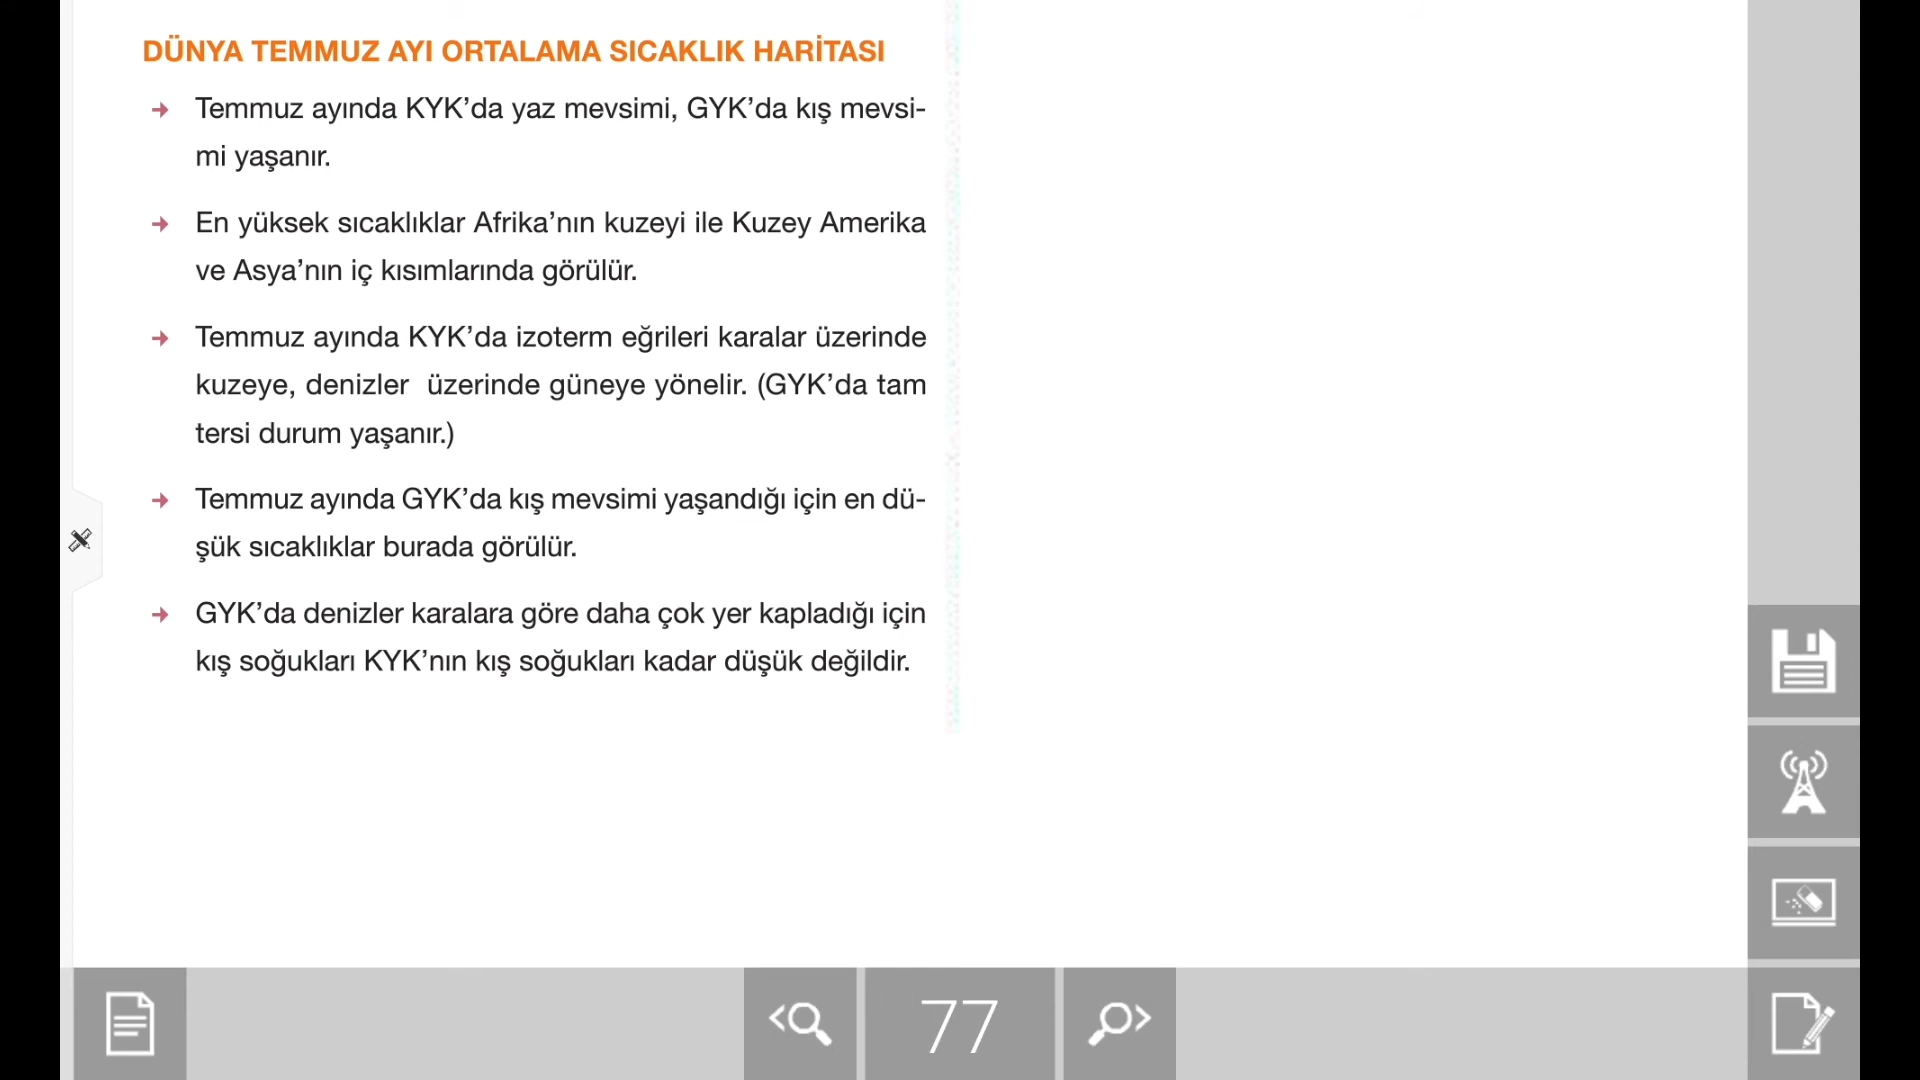 DÜNYA TEMMUZ AYI ORTALAMA SICAKLIK HARİTASI
→ Temmuz ayında KYK’da yaz mevsimi, GYK’da kış mevsi-
mi yaşanır.
→ En yüksek sıcaklıklar Afrika’nın kuzeyi ile Kuzey Amerika
ve Asya’nın iç kısımlarında görülür.
→ Temmuz ayında KYK’da izoterm eğrileri karalar üzerinde
kuzeye, denizler üzerinde güneye yönelir. (GYK’da tam
tersi durum yaşanır.)
→ Temmuz ayında GYK’da kış mevsimi yaşandığı için en dü-
şük sıcaklıklar burada görülür.
→ GYK’da denizler karalara göre daha çok yer kapladığı için
kış soğukları KYK’nın kış soğukları kadar düşük değildir.
77